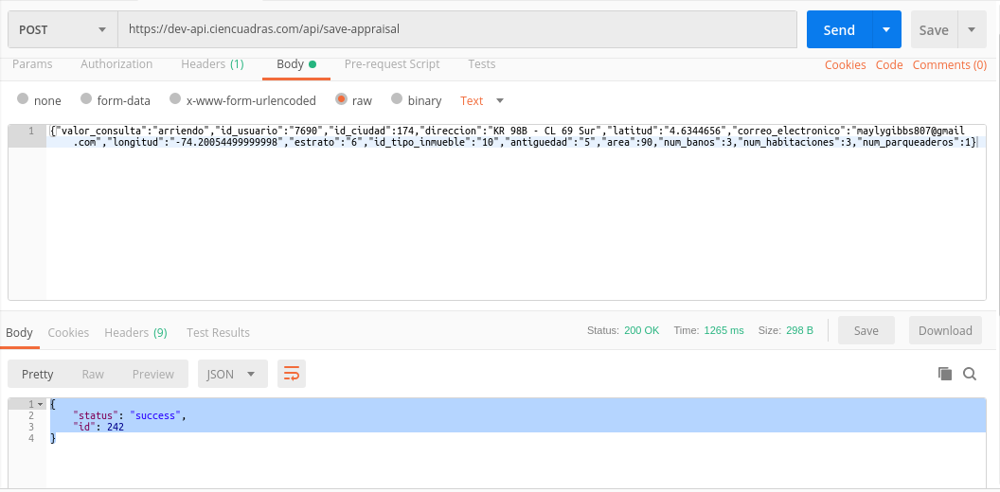 POST https://dev-api.ciencuadras.com/api/save-appraisal Send Save
Params Authorization Headers (1) Body Pre-request Script Tests Cookies Code Comments (0)
none form-data x-www-form-urlencoded raw binary Text
1 {"valor_consulta":"arriendo","id_usuario":"7690","id_ciudad":174,"direccion":"KR 98B - CL 69 Sur","latitud":"4.6344656","correo_electronico":"maylygibbs807@gmail
.com","longitud":"-74.20054499999998","estrato":"6","id_tipo_inmueble":"10","antiguedad":"5","area":90,"num_banos":3,"num_habitaciones":3,"num_parqueaderos":1}
Body Cookies Headers (9) Test Results Status: 200 OK Time: 1265 ms Size: 298 B Save Download
Pretty Raw Preview JSON
1 {
2 "status": "success",
3 "id": 242
4 }